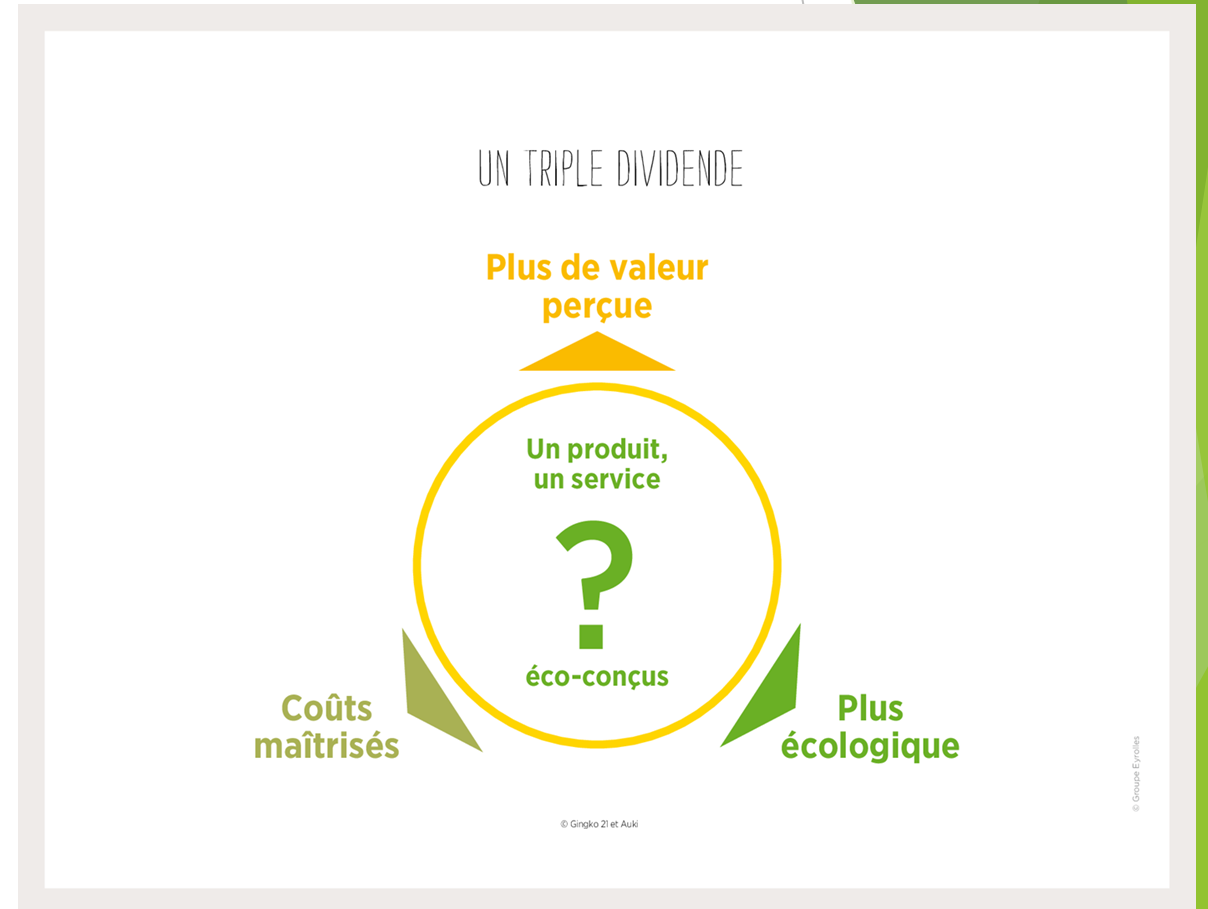 UN TRIPLE DIVIDENDE
Plus de valeur
perçue
Un produit,
un service
?
éco-conçus
Coûts
maîtrisés
Plus
écologique
© Groupe Eyrolles
© Gingko 21 et Auki